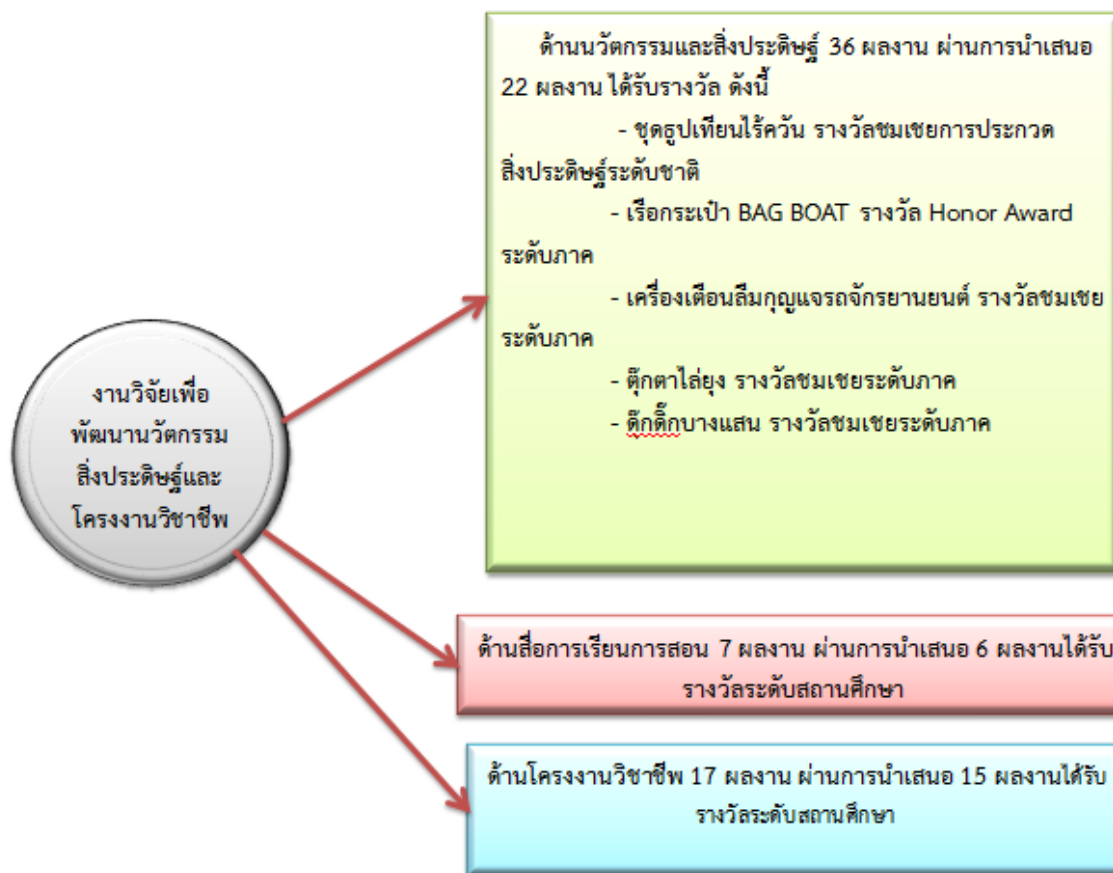 ด้านนวัตกรรมและสิ่งประดิษฐ์ 36 ผลงาน ผ่านการนำเสนอ
22 ผลงาน ได้รับรางวัล ดังนี้
- ชุดธูปเทียนไร้ควัน รางวัลชมเชยการประกวด
สิ่งประดิษฐ์ระดับชาติ
- เรือกระเป๋า BAG BOAT รางวัล Honor Award
ระดับภาค
- เครื่องเตือนลืมกุญแจรถจักรยานยนต์ รางวัลชมเชย
ระดับภาค
- ตุ๊กตาไล่ยุง รางวัลชมเชยระดับภาค
- ดุ๊กดิ๊กบางแสน รางวัลชมเชยระดับภาค
งานวิจัยเพื่อ
พัฒนานวัตกรรม
สิ่งประดิษฐ์และ
โครงงานวิชาชีพ
ด้านสื่อการเรียนการสอน 7 ผลงาน ผ่านการนำเสนอ 6 ผลงานได้รับ
รางวัลระดับสถานศึกษา
ด้านโครงงานวิชาชีพ 17 ผลงาน ผ่านการนำเสนอ 15 ผลงานได้รับ
รางวัลระดับสถานศึกษา